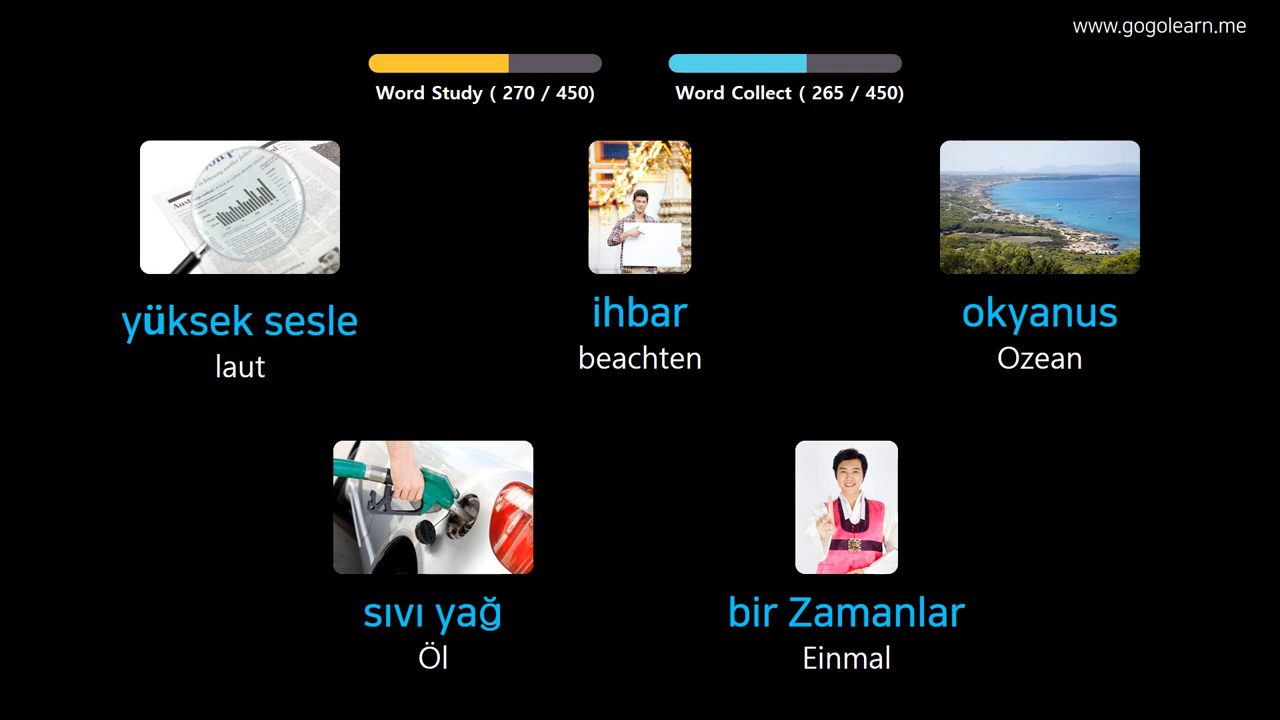 www.gogolearn.me
Word Study ( 270 / 450)
Word Collect ( 265 / 450)
yüksek sesle
laut
ihbar
beachten
okyanus
Ozean
sıvı yağ
Öl
bir Zamanlar
Einmal